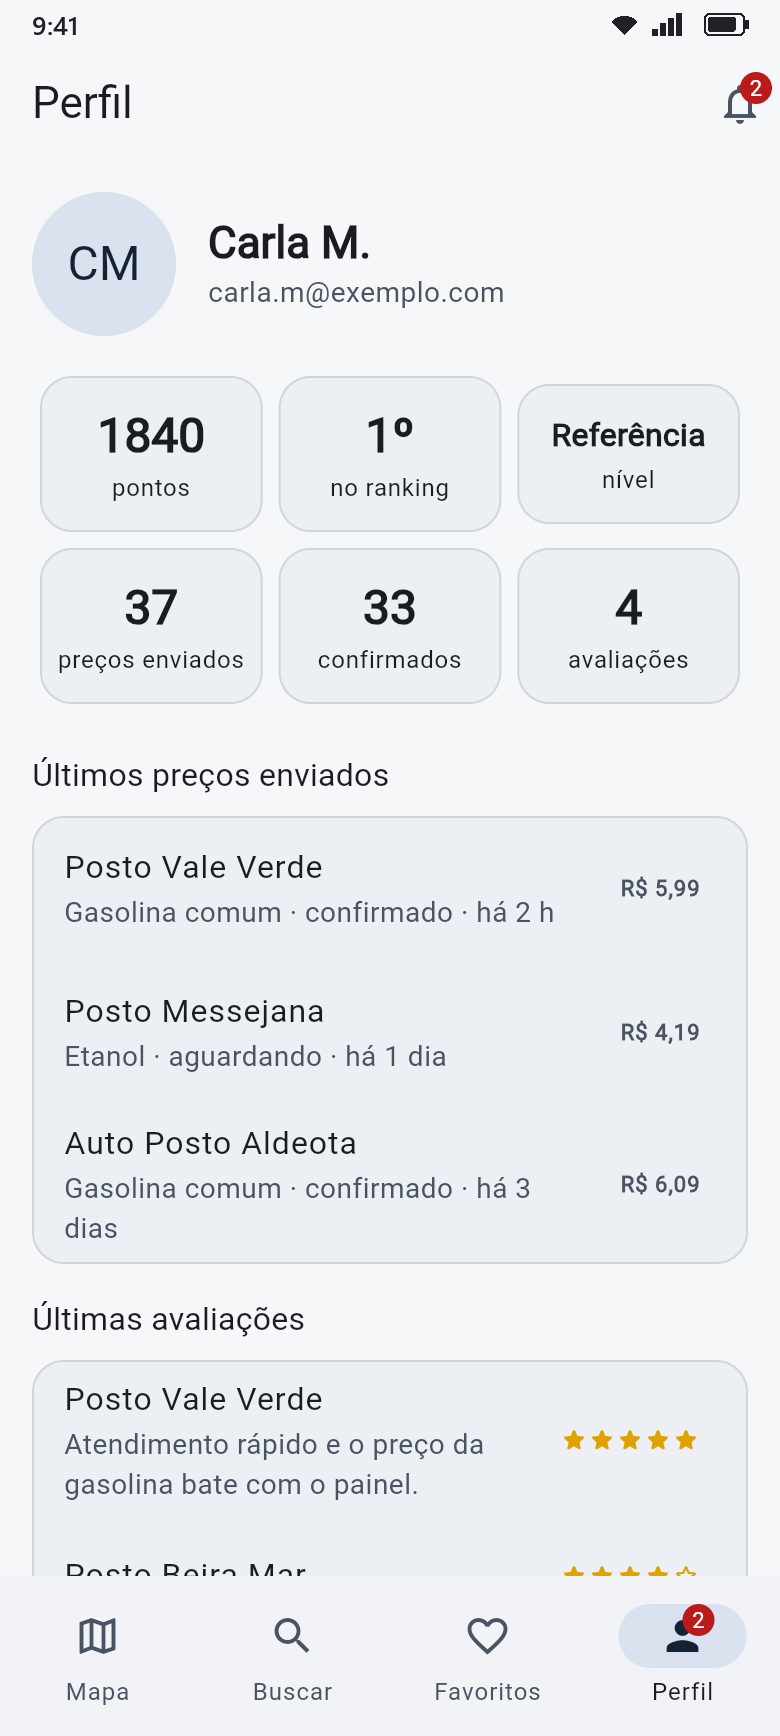 9:41
Perfil
2
CM
Carla M.
carla.m@exemplo.com
1840
pontos
1º
no ranking
Referência
nível
37
preços enviados
33
confirmados
4
avaliações
Últimos preços enviados
Posto Vale Verde
Gasolina comum · confirmado · há 2 h
R$ 5,99
Posto Messejana
Etanol · aguardando · há 1 dia
R$ 4,19
Auto Posto Aldeota
Gasolina comum · confirmado · há 3
dias
R$ 6,09
Últimas avaliações
Posto Vale Verde
Atendimento rápido e o preço da
gasolina bate com o painel.
Posto Beira Mar
Mapa
Buscar
Favoritos
2
Perfil